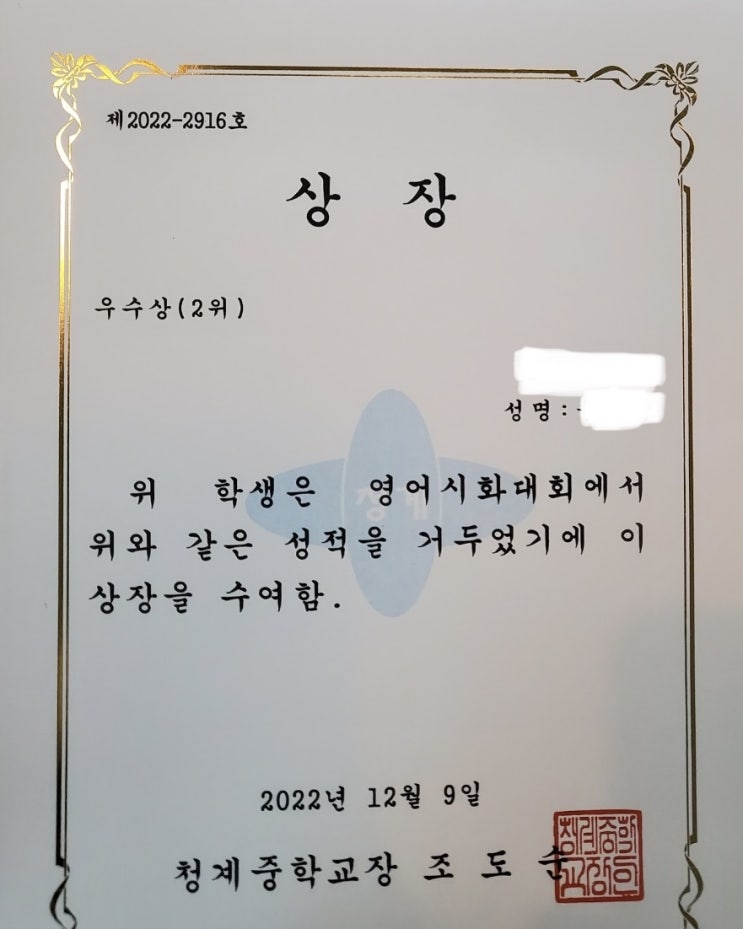 제2022-2916호
상 장
우수상(2위)
성명:
위 학생은 영어시화대회에서
위와 같은 성적을 거두었기에 이
상장을 수여함.
청계
2022년 12월 9일
청계중학교장 조 도 순